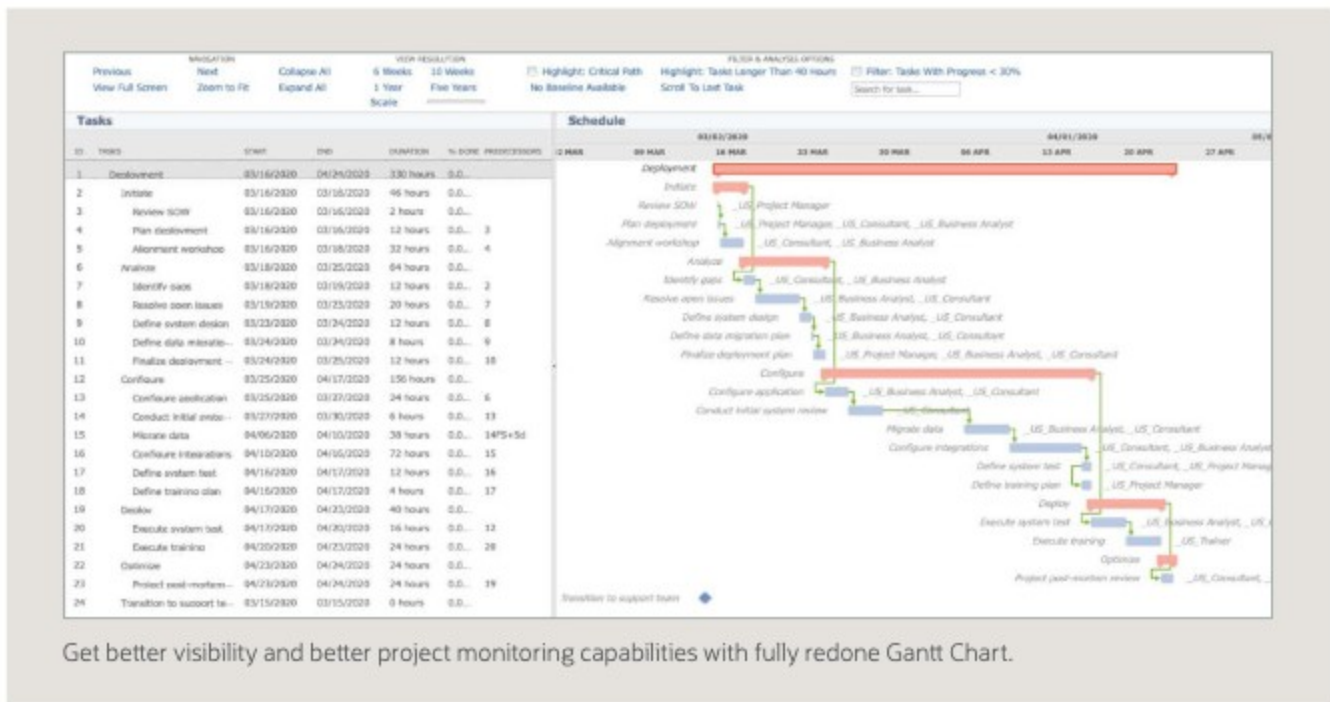 NAVIGATION VIEW RESOLUTION FILTER & ANALYSIS OPTIONS
Previous Next Collapse All 6 Weeks 10 Weeks Highlight: Critical Path Highlight: Tasks Longer Than 40 Hours Filter: Tasks With Progress < 30%
View Full Screen Zoom to Fit Expand All 1 Year Five Years No Baseline Available Scroll To Last Task Search for task...
Scale
Tasks Schedule
03/02/2020 04/01/2020
ID TASKS START END DURATION % DONE PREDECESSORS 09 MAR 16 MAR 23 MAR 30 MAR 06 APR 13 APR 20 APR 27 APR
1 Deployment 03/16/2020 04/24/2020 330 hours 0.0... Deployment
2 Initiate 03/16/2020 03/18/2020 46 hours 0.0... Initiate
3 Review SOW 03/16/2020 03/16/2020 2 hours 0.0... Review SOW _US_Project Manager
4 Plan deployment 03/16/2020 03/16/2020 12 hours 0.0... 3 Plan deployment _US_Project Manager, _US_Consultant, _US_Business Analyst
5 Alignment workshop 03/16/2020 03/18/2020 32 hours 0.0... 4 Alignment workshop _US_Consultant, _US_Business Analyst
6 Analyze 03/18/2020 03/25/2020 64 hours 0.0... Analyze
7 Identify gaps 03/18/2020 03/19/2020 12 hours 0.0... 2 Identify gaps _US_Consultant, _US_Business Analyst
8 Resolve open issues 03/19/2020 03/23/2020 20 hours 0.0... 7 Resolve open issues _US_Business Analyst, _US_Consultant
9 Define system design 03/23/2020 03/24/2020 12 hours 0.0... 8 Define system design _US_Business Analyst, _US_Consultant
10 Define data migratio... 03/24/2020 03/24/2020 8 hours 0.0... 9 Define data migration plan _US_Business Analyst, _US_Consultant
11 Finalize deployment ... 03/24/2020 03/25/2020 12 hours 0.0... 10 Finalize deployment plan _US_Project Manager, _US_Business Analyst, _US_Consultant
12 Configure 03/25/2020 04/17/2020 156 hours 0.0... Configure
13 Configure application 03/25/2020 03/27/2020 24 hours 0.0... 6 Configure application _US_Business Analyst, _US_Consultant
14 Conduct initial syste... 03/27/2020 03/30/2020 6 hours 0.0... 13 Conduct initial system review _US_Consultant
15 Migrate data 04/06/2020 04/10/2020 38 hours 0.0... 14FS+5d Migrate data _US_Business Analyst, _US_Consultant
16 Configure integrations 04/10/2020 04/16/2020 72 hours 0.0... 15 Configure integrations _US_Consultant, _US_Business Analyst
17 Define system test 04/16/2020 04/17/2020 12 hours 0.0... 16 Define system test _US_Consultant, _US_Project Manag
18 Define training plan 04/16/2020 04/17/2020 4 hours 0.0... 17 Define training plan _US_Project Manager
19 Deploy 04/17/2020 04/23/2020 40 hours 0.0... Deploy
20 Execute system test 04/17/2020 04/20/2020 16 hours 0.0... 12 Execute system test _US_Business Analyst,
21 Execute training 04/20/2020 04/23/2020 24 hours 0.0... 20 Execute training _US_Trainer
22 Optimize 04/23/2020 04/24/2020 24 hours 0.0... Optimize
23 Project post-mortem... 04/23/2020 04/24/2020 24 hours 0.0... 19 Project post-mortem review _US_Consultant,
24 Transition to support te... 03/15/2020 03/15/2020 0 hours 0.0... Transition to support team
Get better visibility and better project monitoring capabilities with fully redone Gantt Chart.